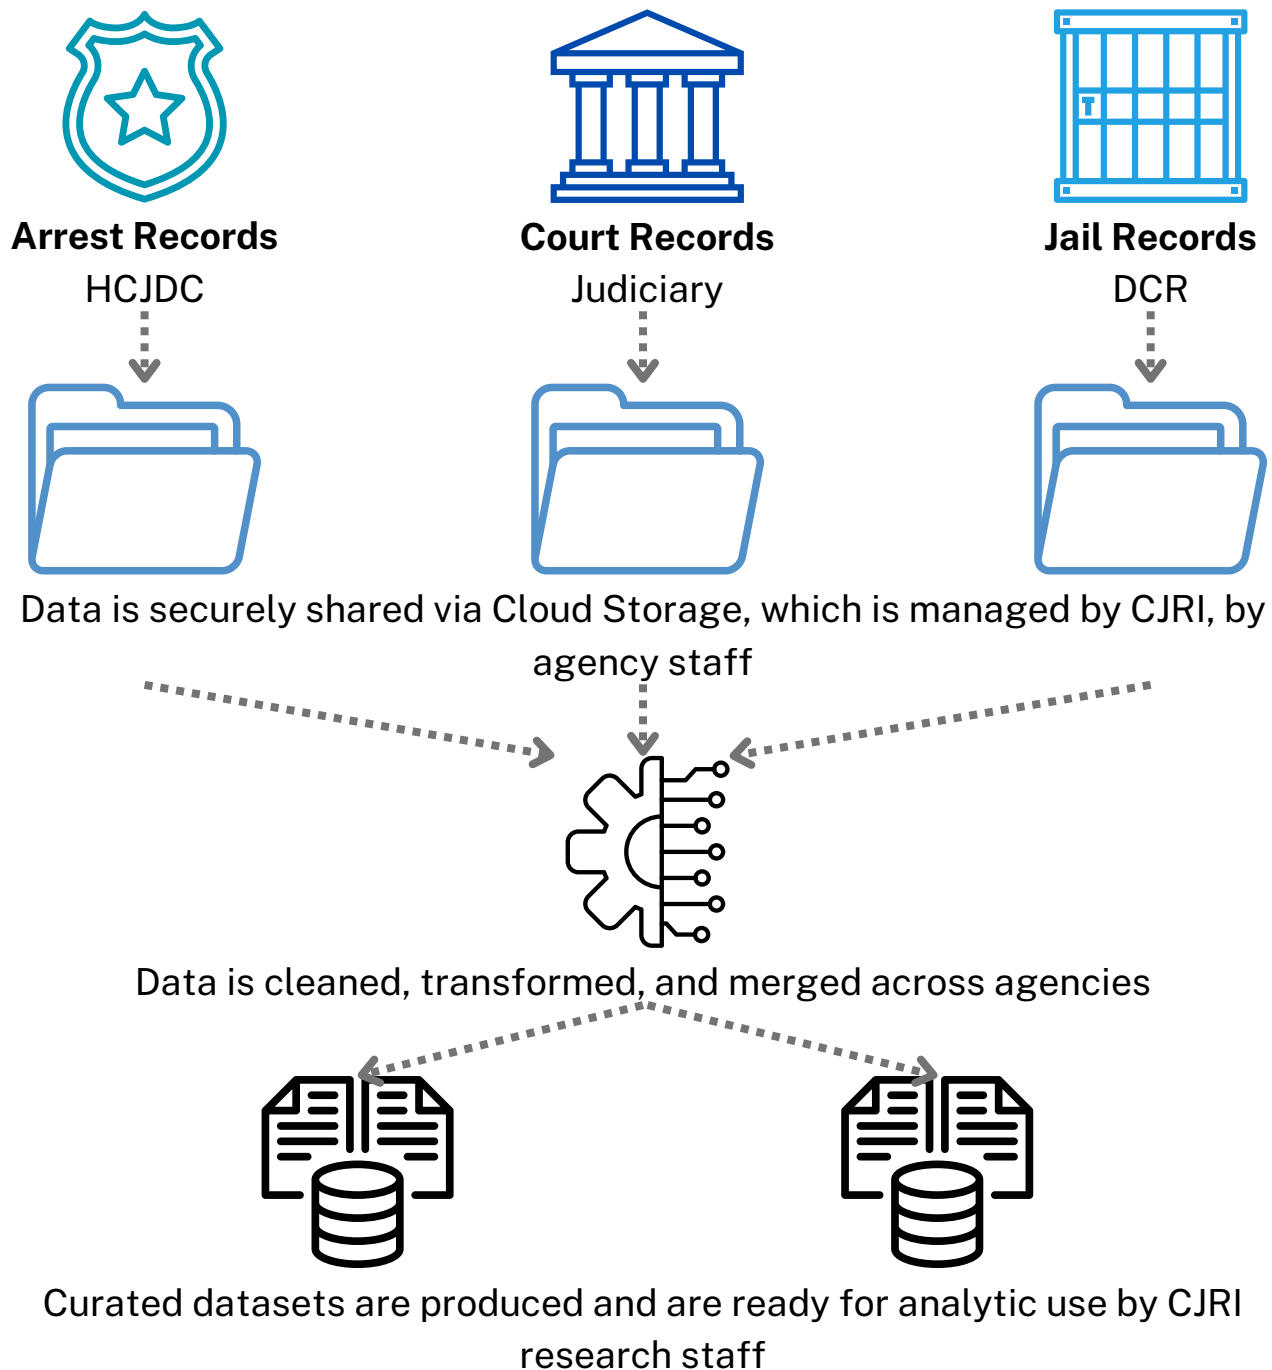 Arrest Records
Court Records
Jail Records
HCJDC
Judiciary
DCR
Data is securely shared via Cloud Storage, which is managed by CJRI, by
agency staff
Data is cleaned, transformed, and merged across agencies
Curated datasets are produced and are ready for analytic use by CJRI
research staff